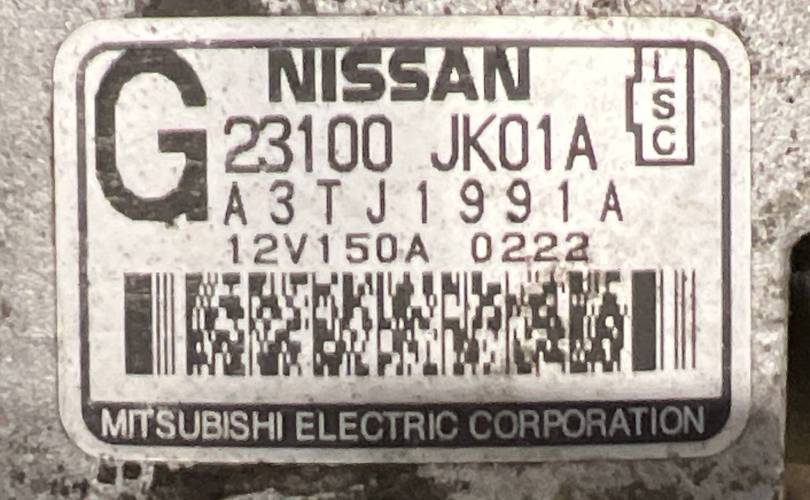 G
NISSAN
LSC
23100 JK01A
A3TJ1991A
12V150A 0222
MITSUBISHI ELECTRIC CORPORATION